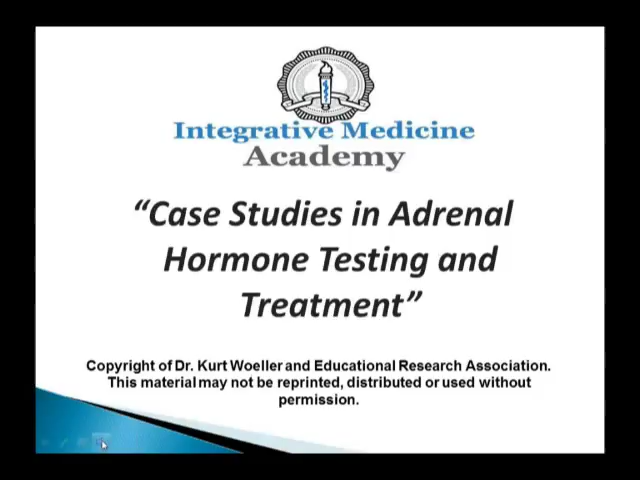 Integrative Medicine
Academy
“Case Studies in Adrenal
Hormone Testing and
Treatment”
Copyright of Dr. Kurt Woeller and Educational Research Association.
This material may not be reprinted, distributed or used without
permission.